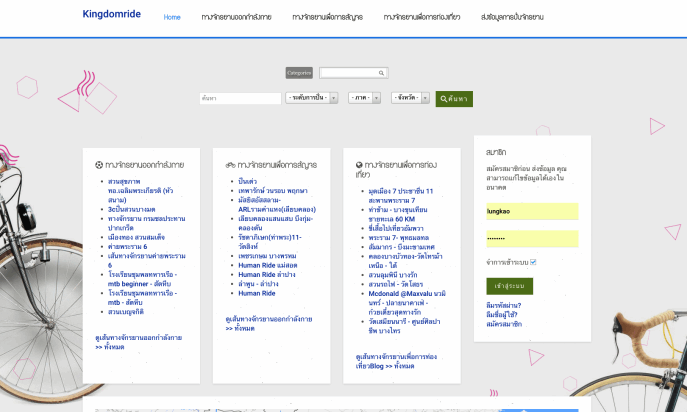 Kingdomride
Home
ทางจักรยานออกกำลังกาย
ทางจักรยานเพื่อการสัญจร
ทางจักรยานเพื่อการท่องเที่ยว
ส่งข้อมูลการปั่นจักรยาน
Categories
ค้นหา
- ระดับการปั่น -
- ภาค -
- จังหวัด -
ค้นหา
ทางจักรยานออกกำลังกาย
สวนสุขภาพ
ทอ.เฉลิมพระเกียรติ (หัว
สนาม)
3cปั่นสวนบางมด
ทางจักรยาน กรมชลประทาน
ปากเกร็ด
เมืองทอง สวนสมเด็จ
ค่ายพระราม 6
เส้นทางจักรยานค่ายพระราม
6
โรงเรียนชุมพลทหารเรือ -
mtb beginner - สัตหีบ
โรงเรียนชุมพลทหารเรือ -
mtb - สัตหีบ
สวนเบญจกิติ
ดูเส้นทางจักรยานออกกำลังกาย
>> ทั้งหมด
ทางจักรยานเพื่อการสัญจร
ปั่นเต่า
เทพารักษ์ วนรอบ พฤกษา
มัสยิดอัสสลาม-
ARLรามคำแหง(เลียบคลอง)
เลียบคลองแสนแสบ บึงกุ่ม-
คลองตัน
รัชดาภิเษก(ท่าพระ)11-
วัดสิงห์
เพชรเกษม บางพรหม
Human Ride แม่สอด
Human Ride ลำปาง
ลำพูน - ลำปาง
Human Ride
ดูเส้นทางจักรยานออกกำลังกาย
>> ทั้งหมด
ทางจักรยานเพื่อการท่อง
เที่ยว
มูดเมือง 7 ประชาชื่น 11
สะพานพระราม 7
ท่าข้าม - บางขุนเทียน
ชายทะเล 60 KM
ขี่เสือไปเที่ยวอัมพวา
พระราม 7- พุทธมณฑล
สัมมากร - บึงมะขามเทศ
คลองบางบัวทอง-วัดไทรม้า
เหนือ - ใต้
สวนลุมพินี บางรัก
สวนรถไฟ - วัด โสธร
Mcdonald @Maxvalu นวมิ
นทร์ - ปลายนาคาเฟ่ -
ก๋วยเตี๋ยวสุดทางรัก
วัดเสมียนนารี - ศูนย์ศิลปา
ชีพ บางไทร
ดูเส้นทางจักรยานเพื่อการท่อง
เที่ยวBlog >> ทั้งหมด
สมาชิก
สมัครสมาชิกก่อน ส่งข้อมูล คุณ
สามารถแก้ไขข้อมูลได้เองใน
อนาคต
lungkao
••••••••
จำการเข้าระบบ
เข้าสู่ระบบ
ลืมรหัสผ่าน?
ลืมชื่อผู้ใช้?
สมัครสมาชิก